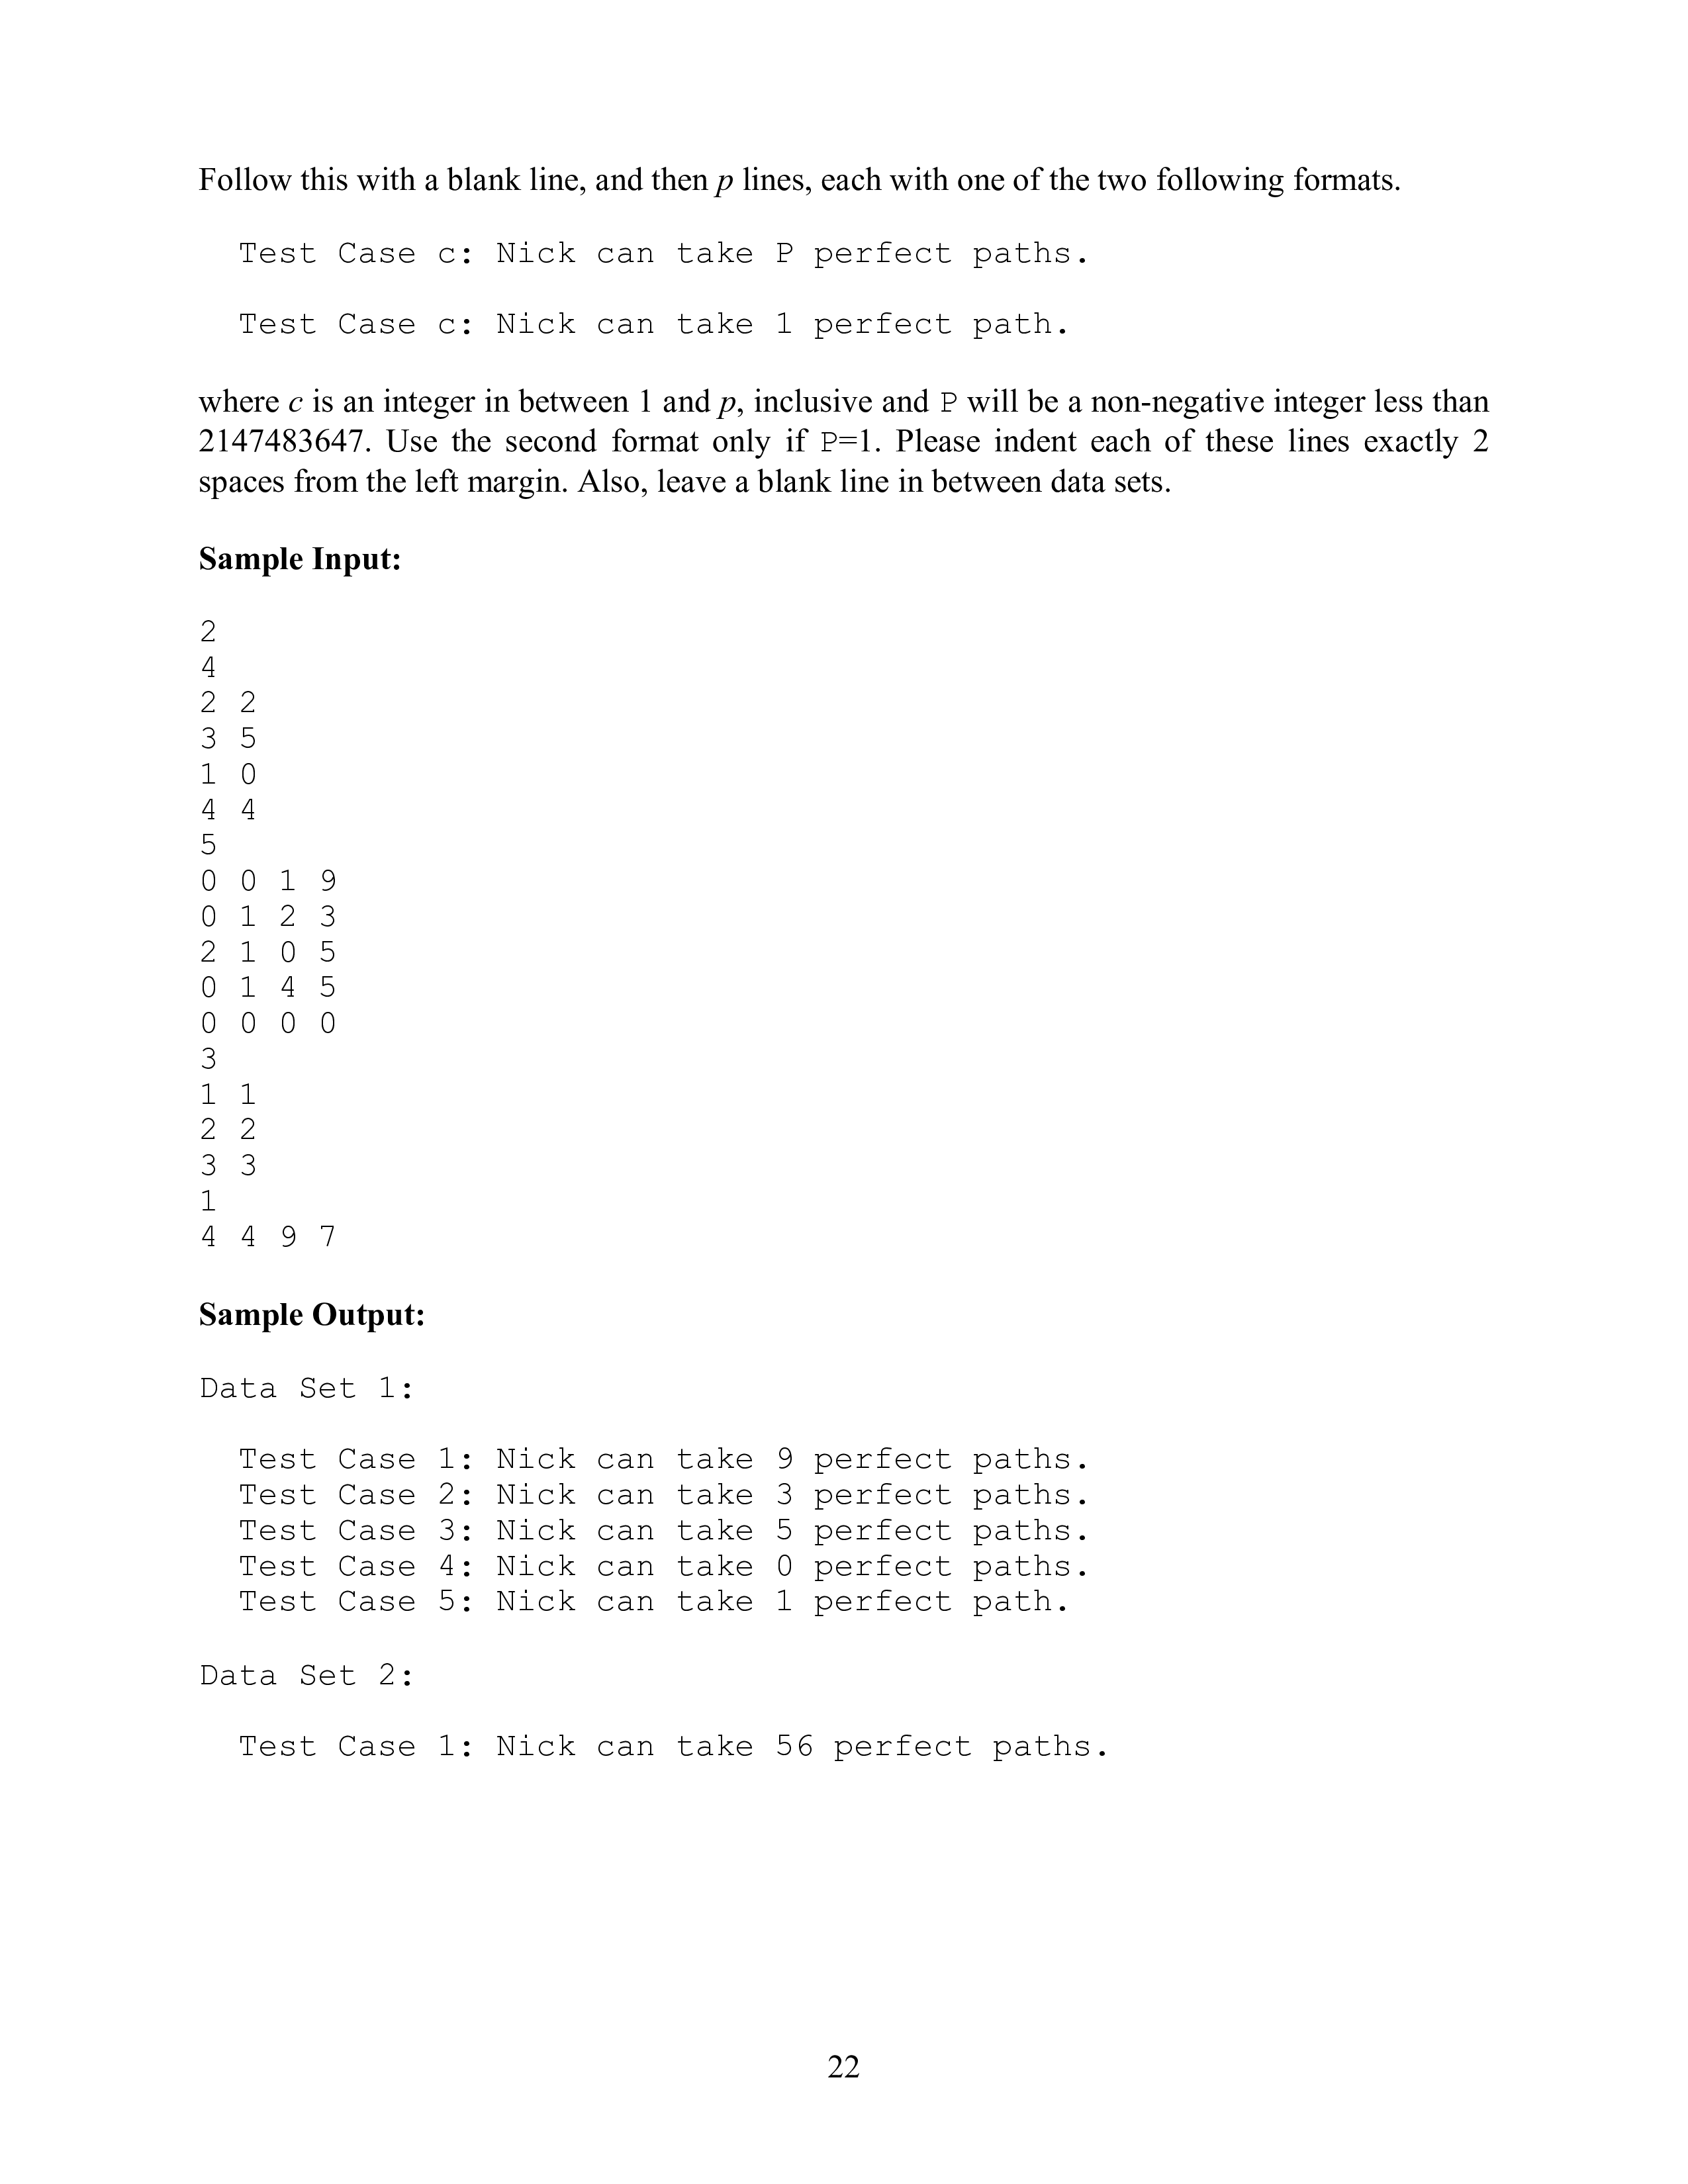 Follow this with a blank line, and then p lines, each with one of the two following formats.
Test Case c: Nick can take P perfect paths.
Test Case c: Nick can take 1 perfect path.
where c is an integer in between 1 and p, inclusive and P will be a non-negative integer less than
2147483647. Use the second format only if P=1. Please indent each of these lines exactly 2
spaces from the left margin. Also, leave a blank line in between data sets.
Sample Input:
2
4
2 2
3 5
1 0
4 4
5
0 0 1 9
0 1 2 3
2 1 0 5
0 1 4 5
0 0 0 0
3
1 1
2 2
3 3
1
4 4 9 7
Sample Output:
Data Set 1:
Test Case 1: Nick can take 9 perfect paths.
Test Case 2: Nick can take 3 perfect paths.
Test Case 3: Nick can take 5 perfect paths.
Test Case 4: Nick can take 0 perfect paths.
Test Case 5: Nick can take 1 perfect path.
Data Set 2:
Test Case 1: Nick can take 56 perfect paths.
22